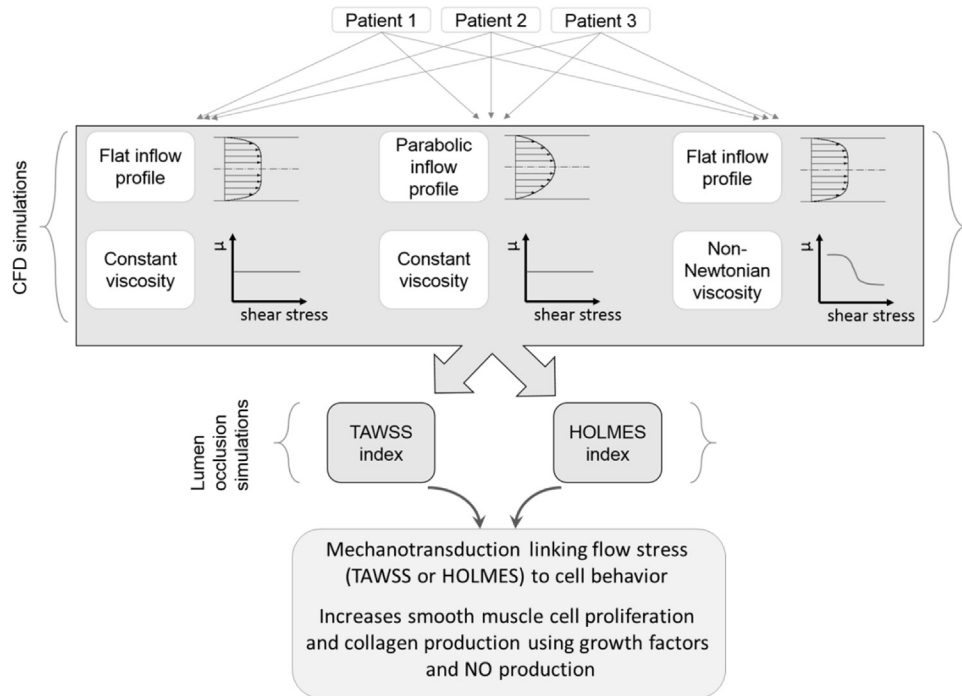 Patient 1
Patient 2
Patient 3
CFD simulations
Flat inflow
profile
Parabolic
inflow
profile
Flat inflow
profile
Constant
viscosity
μ
shear stress
Constant
viscosity
μ
shear stress
Non-
Newtonian
viscosity
μ
shear stress
Lumen
occlusion
simulations
TAWSS
index
HOLMES
index
Mechanotransduction linking flow stress
(TAWSS or HOLMES) to cell behavior
Increases smooth muscle cell proliferation
and collagen production using growth factors
and NO production